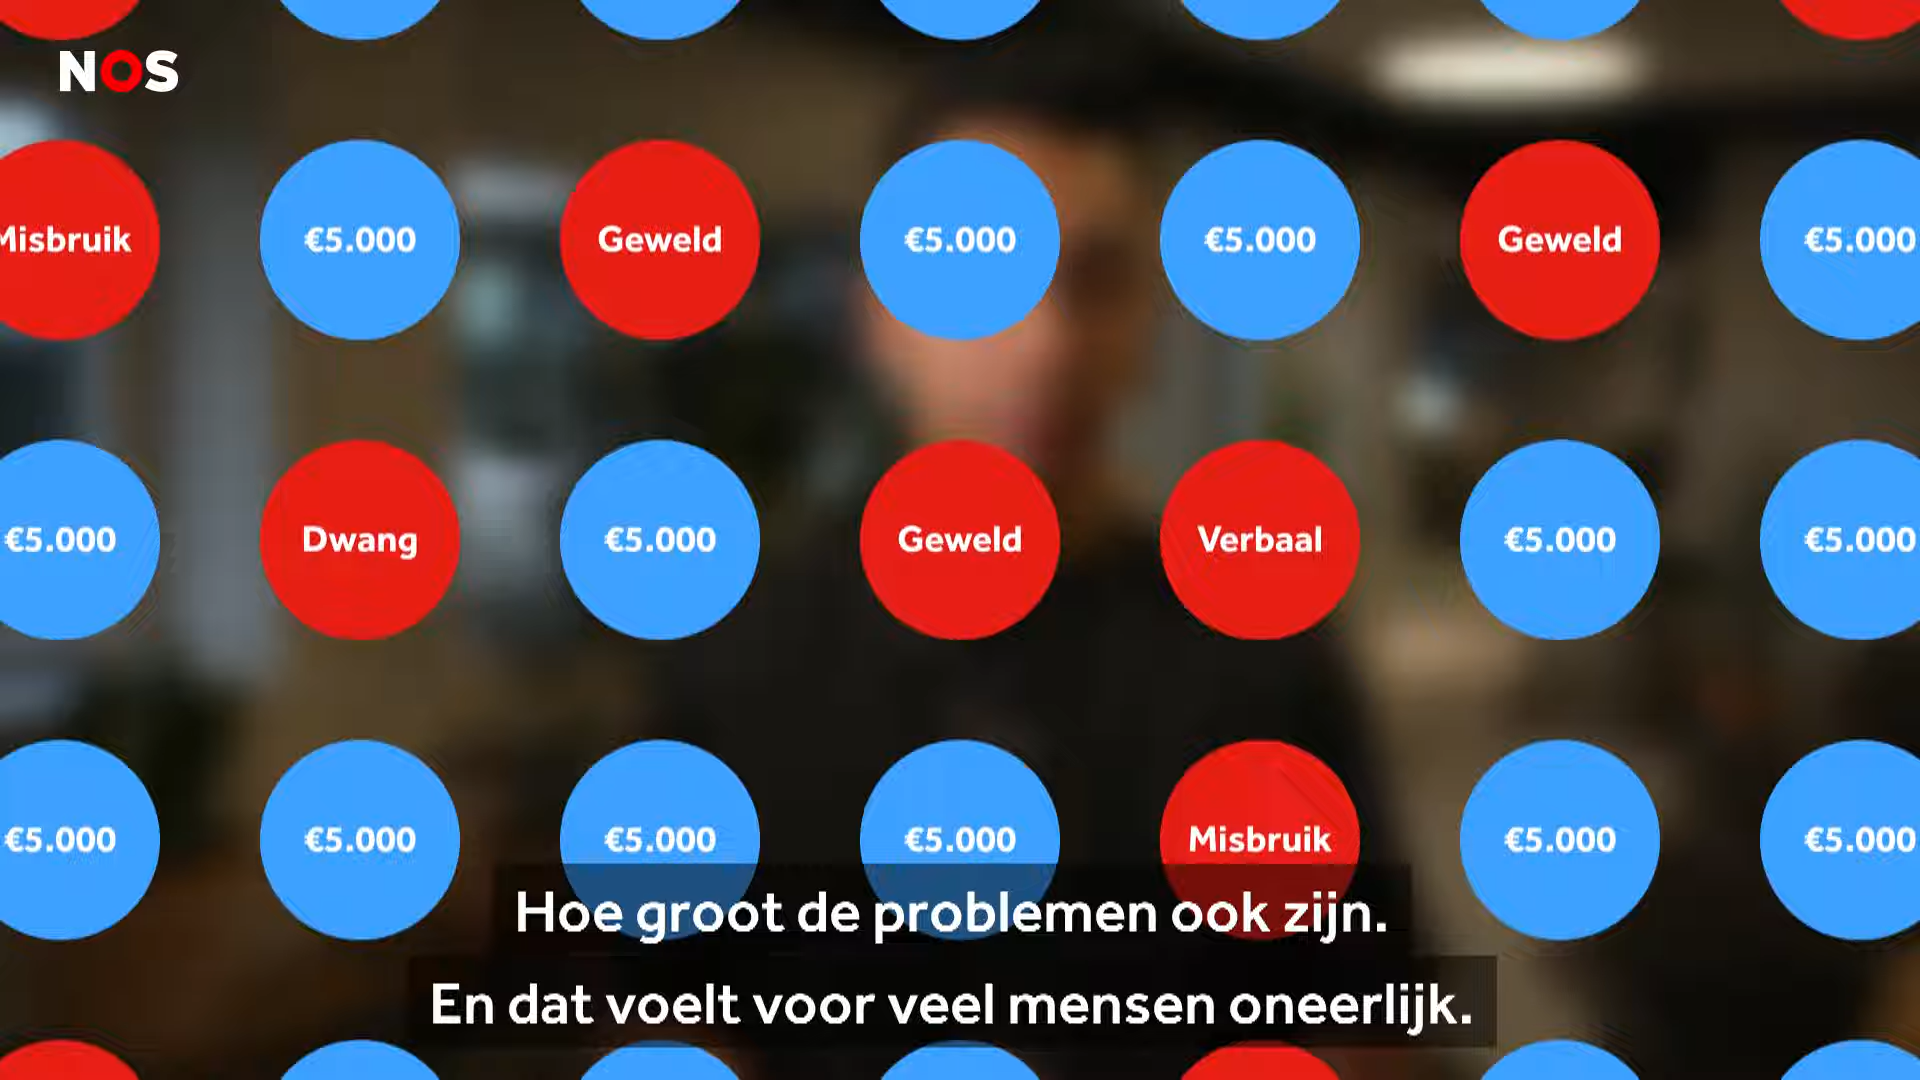 NOS
Misbruik €5.000 Geweld €5.000 €5.000 Geweld €5.000
€5.000 Dwang €5.000 Geweld Verbaal €5.000 €5.000
€5.000 €5.000 €5.000 €5.000 Misbruik €5.000 €5.000
Hoe groot de problemen ook zijn.
En dat voelt voor veel mensen oneerlijk.